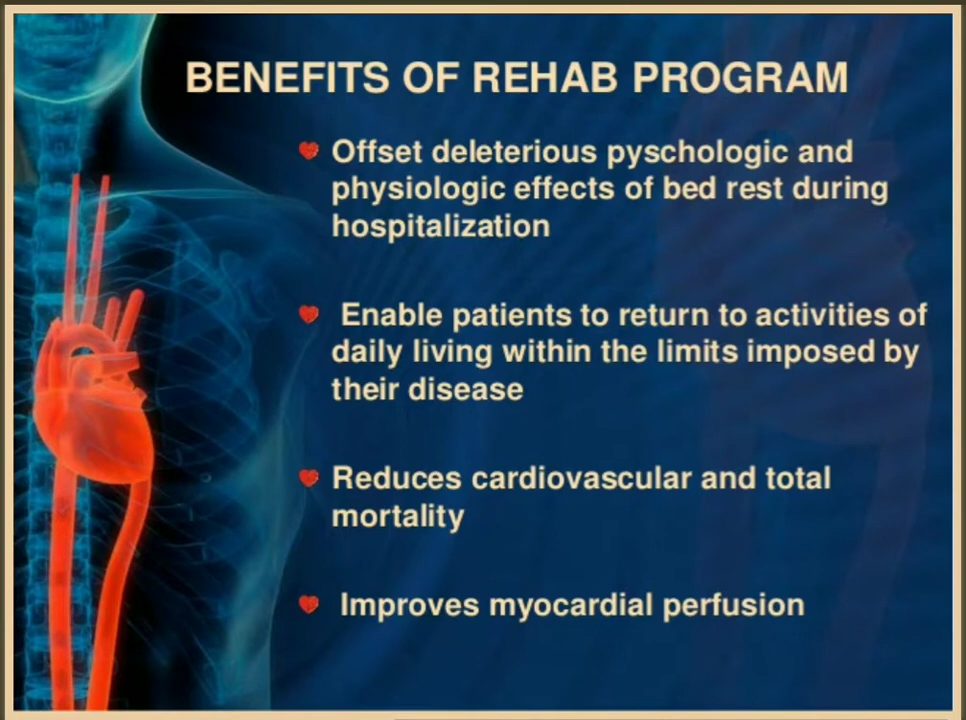 BENEFITS OF REHAB PROGRAM
Offset deleterious pyschologic and
physiologic effects of bed rest during
hospitalization
Enable patients to return to activities of
daily living within the limits imposed by
their disease
Reduces cardiovascular and total
mortality
Improves myocardial perfusion